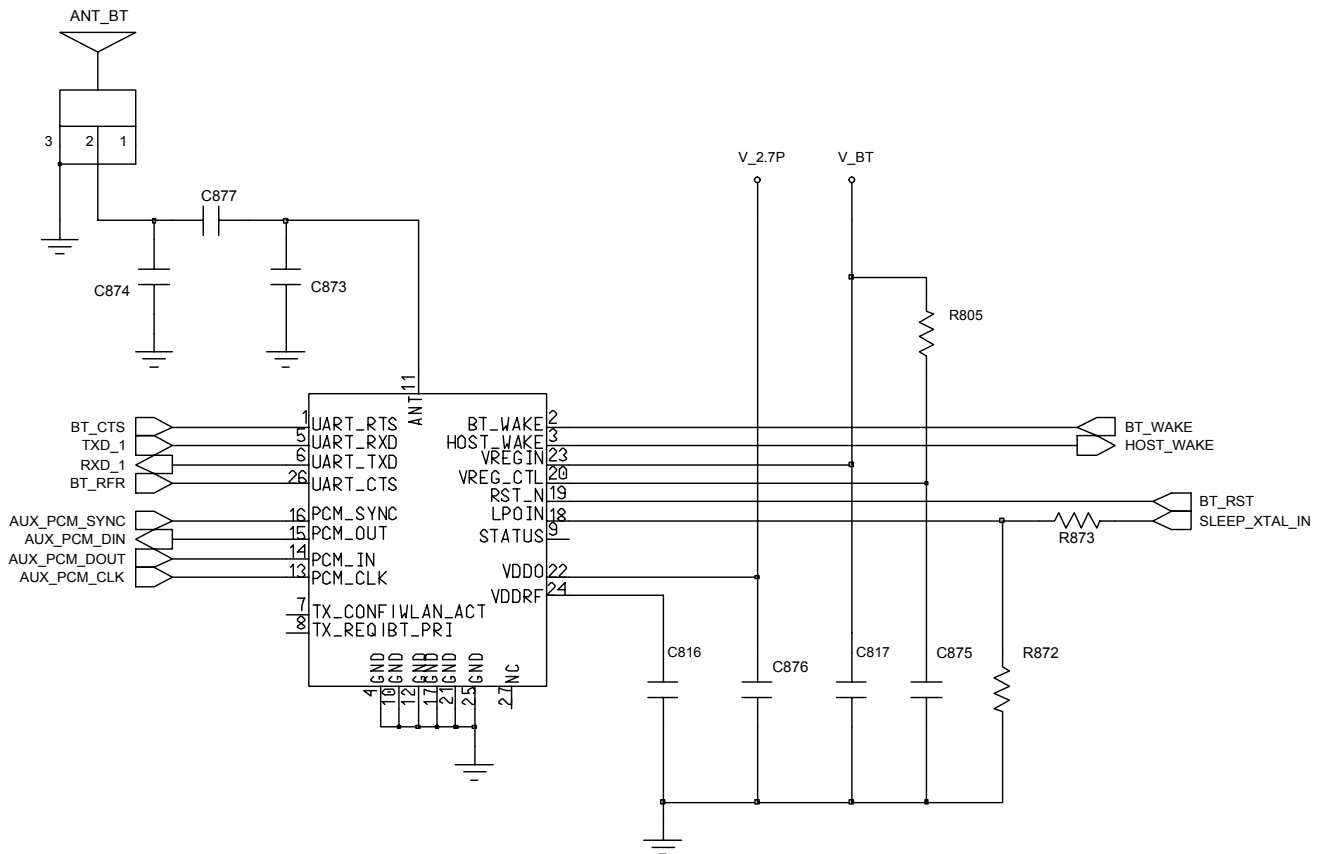 ANT_BT
3 2 1
C877
C874
C873
V_2.7P
V_BT
R805
11
ANT
BT_CTS
TXD_1
RXD_1
BT_RFR
AUX_PCM_SYNC
AUX_PCM_DIN
AUX_PCM_DOUT
AUX_PCM_CLK
1 UART_RTS
5 UART_RXD
6 UART_TXD
26 UART_CTS
16 PCM_SYNC
15 PCM_OUT
14 PCM_IN
13 PCM_CLK
7 TX_CONFIWLAN_ACT
8 TX_REQIBT_PRI
BT_WAKE 2
HOST_WAKE 3
VREGIN 23
VREG_CTL 20
RST_N 19
LPOIN 18
STATUS 9
VDDO 22
VDDRF 24
BT_WAKE
HOST_WAKE
BT_RST
SLEEP_XTAL_IN
R873
GND GND GND GND GND GND NC
4 10 12 17 21 25 27
C816
C876
C817
C875
R872